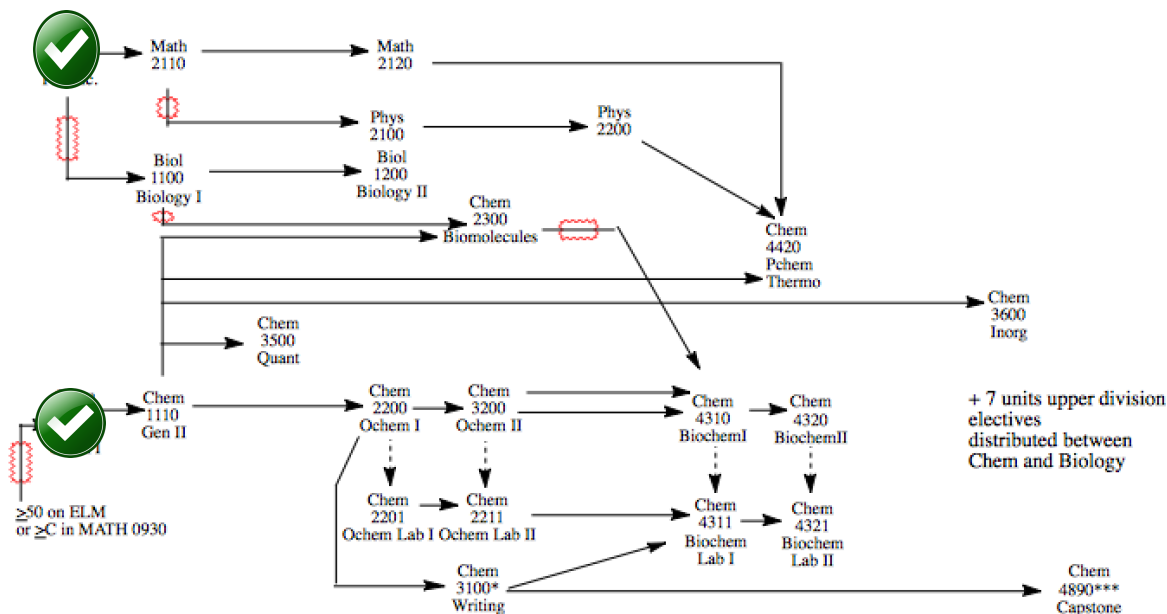 Math
2110
Math
2120
Phys
2100
Phys
2200
Biol
1100
Biology I
Biol
1200
Biology II
Chem
2300
Biomolecules
Chem
4420
Pchem
Thermo
Chem
3600
Inorg
Chem
3500
Quant
Chem
1110
Gen II
Chem
2200
Ochem I
Chem
3200
Ochem II
Chem
4310
BiochemI
Chem
4320
BiochemII
+ 7 units upper division
electives
distributed between
Chem and Biology
≥50 on ELM
or ≥C in MATH 0930
Chem
2201
Ochem Lab I
Chem
2211
Ochem Lab II
Chem
4311
Biochem
Lab I
Chem
4321
Biochem
Lab II
Chem
3100*
Writing
Chem
4890***
Capstone